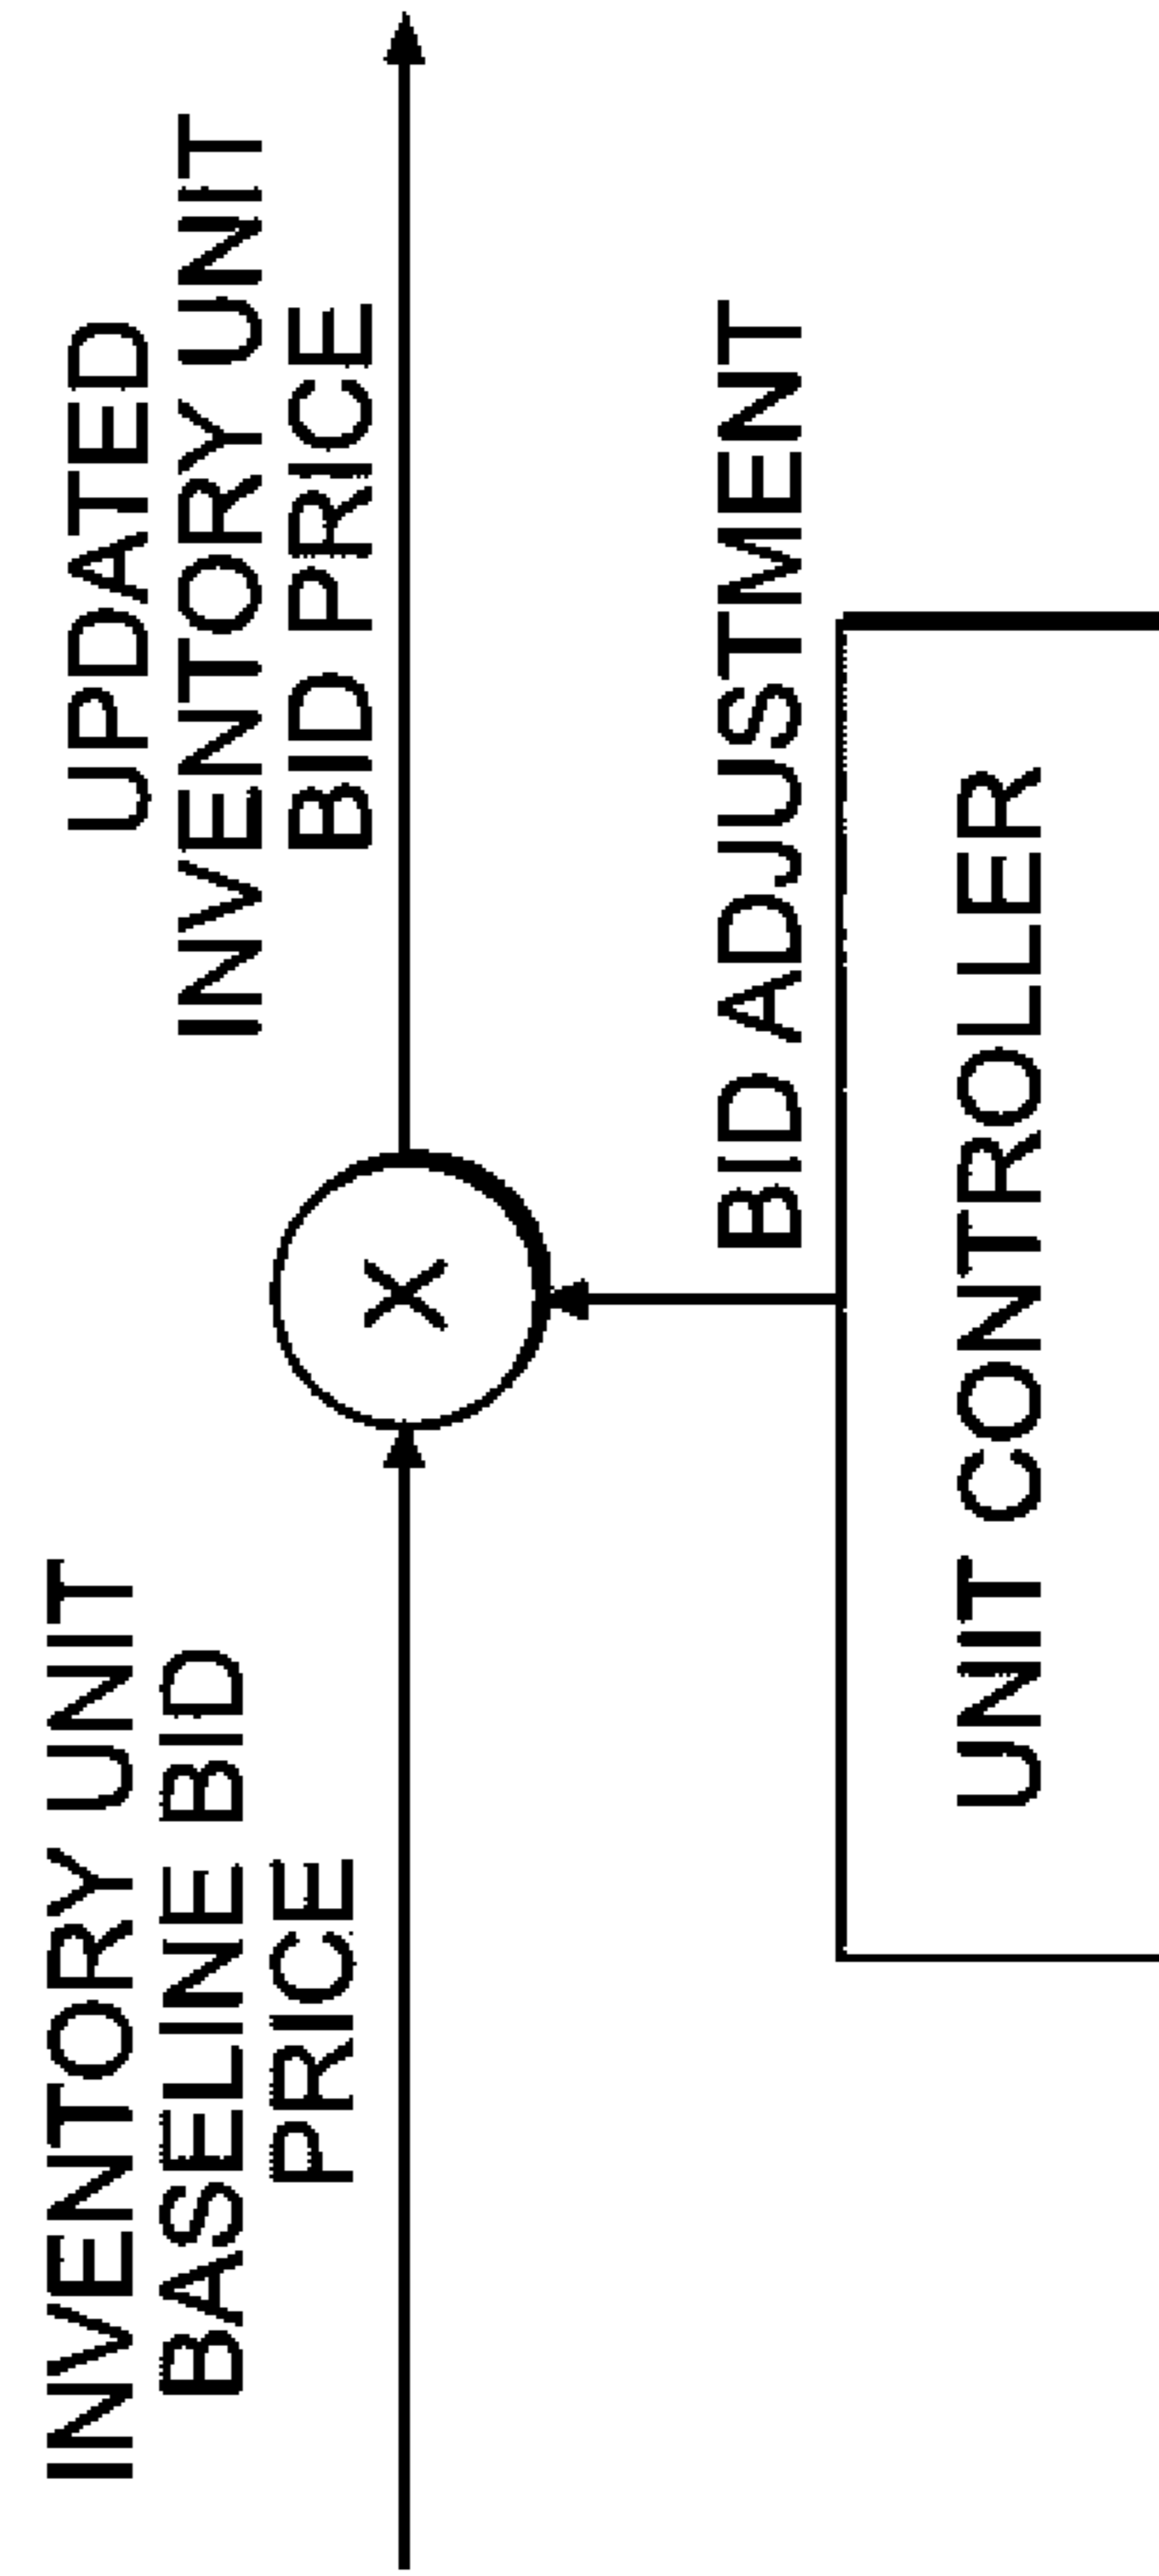 INVENTORY UNIT
BASELINE BID
PRICE
UPDATED
INVENTORY UNIT
BID PRICE
X
BID ADJUSTMENT
UNIT CONTROLLER